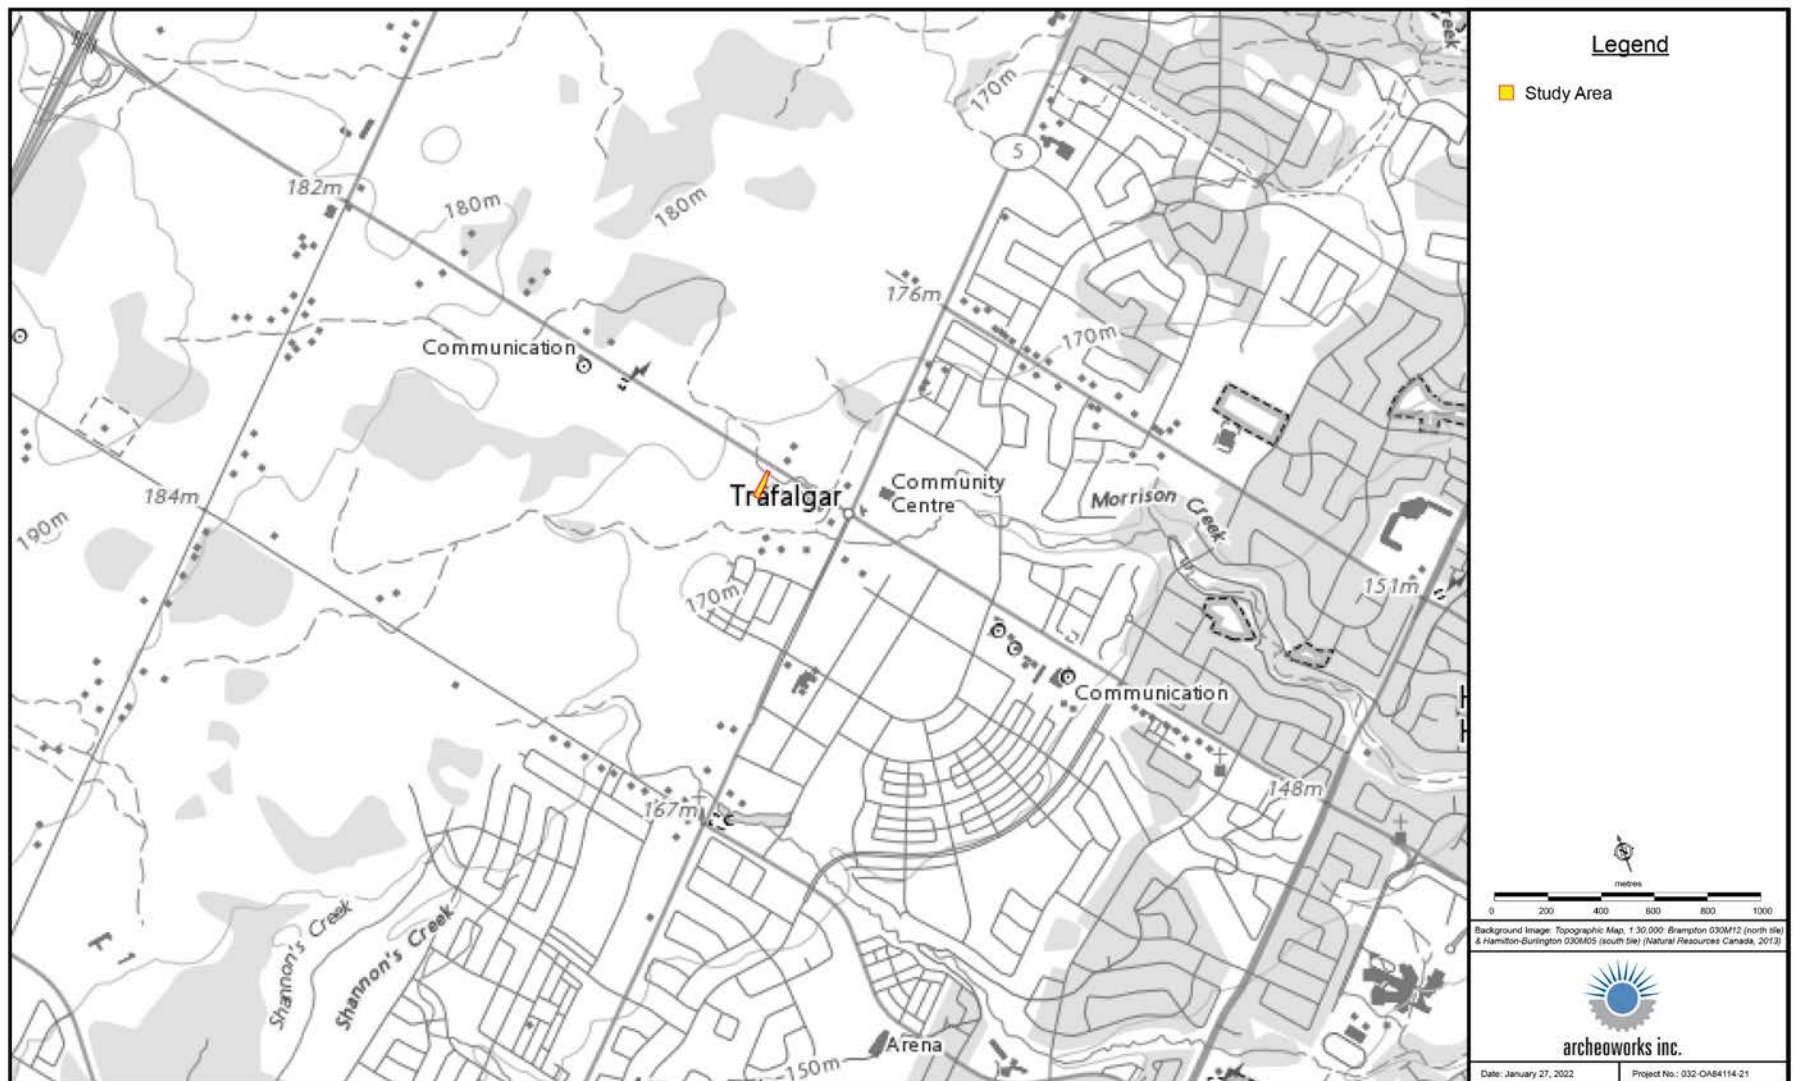 Legend
Study Area
reek
170m
5
182m
180m
180m
176m
170m
Communication
184m
190m
Trafalgar
Community
Centre
Morrison
Creek
151m
170m
Communication
H
H
148m
167m
Shannon's Creek
Shannon's Creek
Arena
150m
N
metres
0 200 400 600 800 1000
Background Image: Topographic Map, 1:30,000: Brampton 030M12 (north tile)
& Hamilton-Burlington 030M05 (south tile) (Natural Resources Canada, 2013)
archeoworks inc.
Date: January 27, 2022
Project No.: 032-OA84114-21